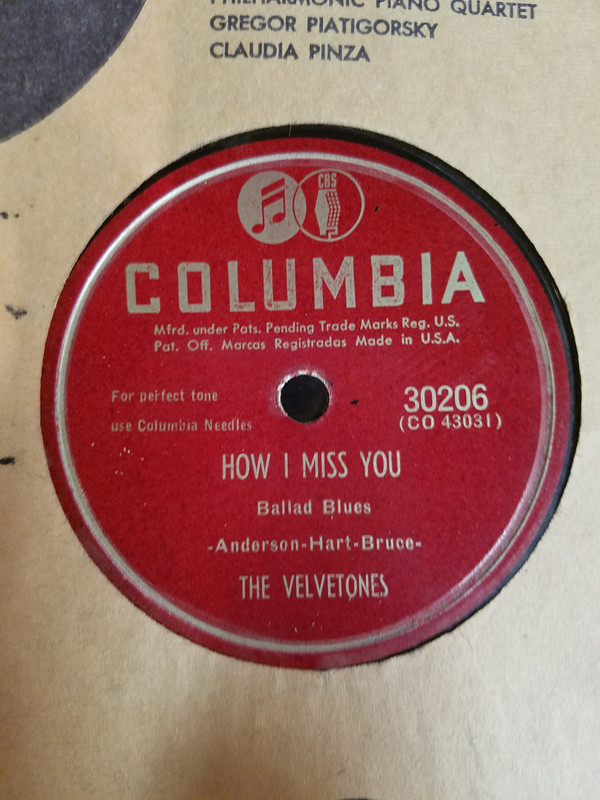 PHILHARMONIC PIANO QUARTET
GREGOR PIATIGORSKY
CLAUDIA PINZA
CBS
COLUMBIA
Mfrd. under Pats. Pending Trade Marks Reg. U.S.
Pat. Off. Marcas Registradas Made in U.S.A.
For perfect tone
use Columbia Needles
30206
(CO 43031)
HOW I MISS YOU
Ballad Blues
-Anderson-Hart-Bruce-
THE VELVETONES